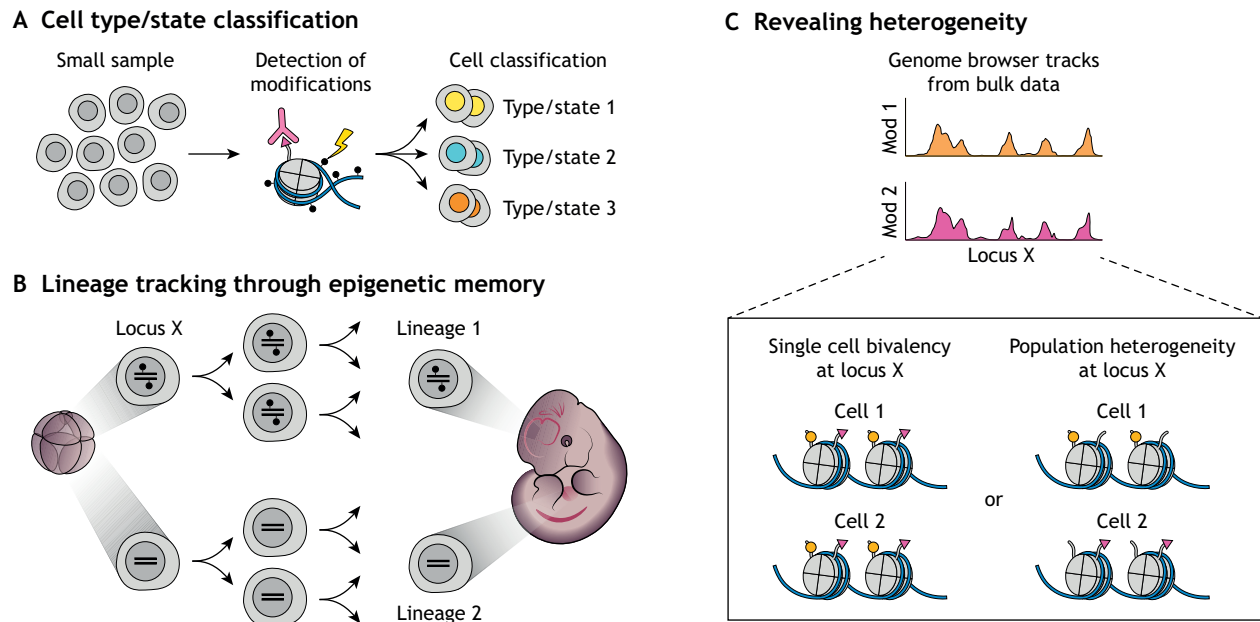 A Cell type/state classification
Small sample
Detection of
modifications
Cell classification
Type/state 1
Type/state 2
Type/state 3
B Lineage tracking through epigenetic memory
Locus X
Lineage 1
Lineage 2
C Revealing heterogeneity
Genome browser tracks
from bulk data
Mod 1
Mod 2
Locus X
Single cell bivalency
at locus X
Cell 1
Cell 2
or
Population heterogeneity
at locus X
Cell 1
Cell 2